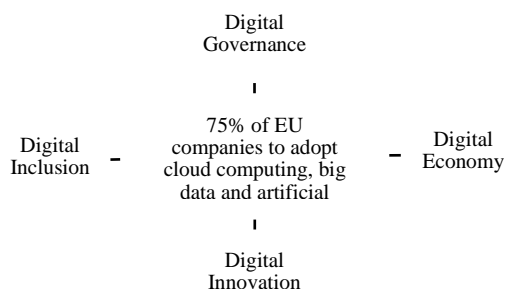 Digital
Governance
75% of EU
companies to adopt
cloud computing, big
data and artificial
Digital
Inclusion
Digital
Economy
Digital
Innovation